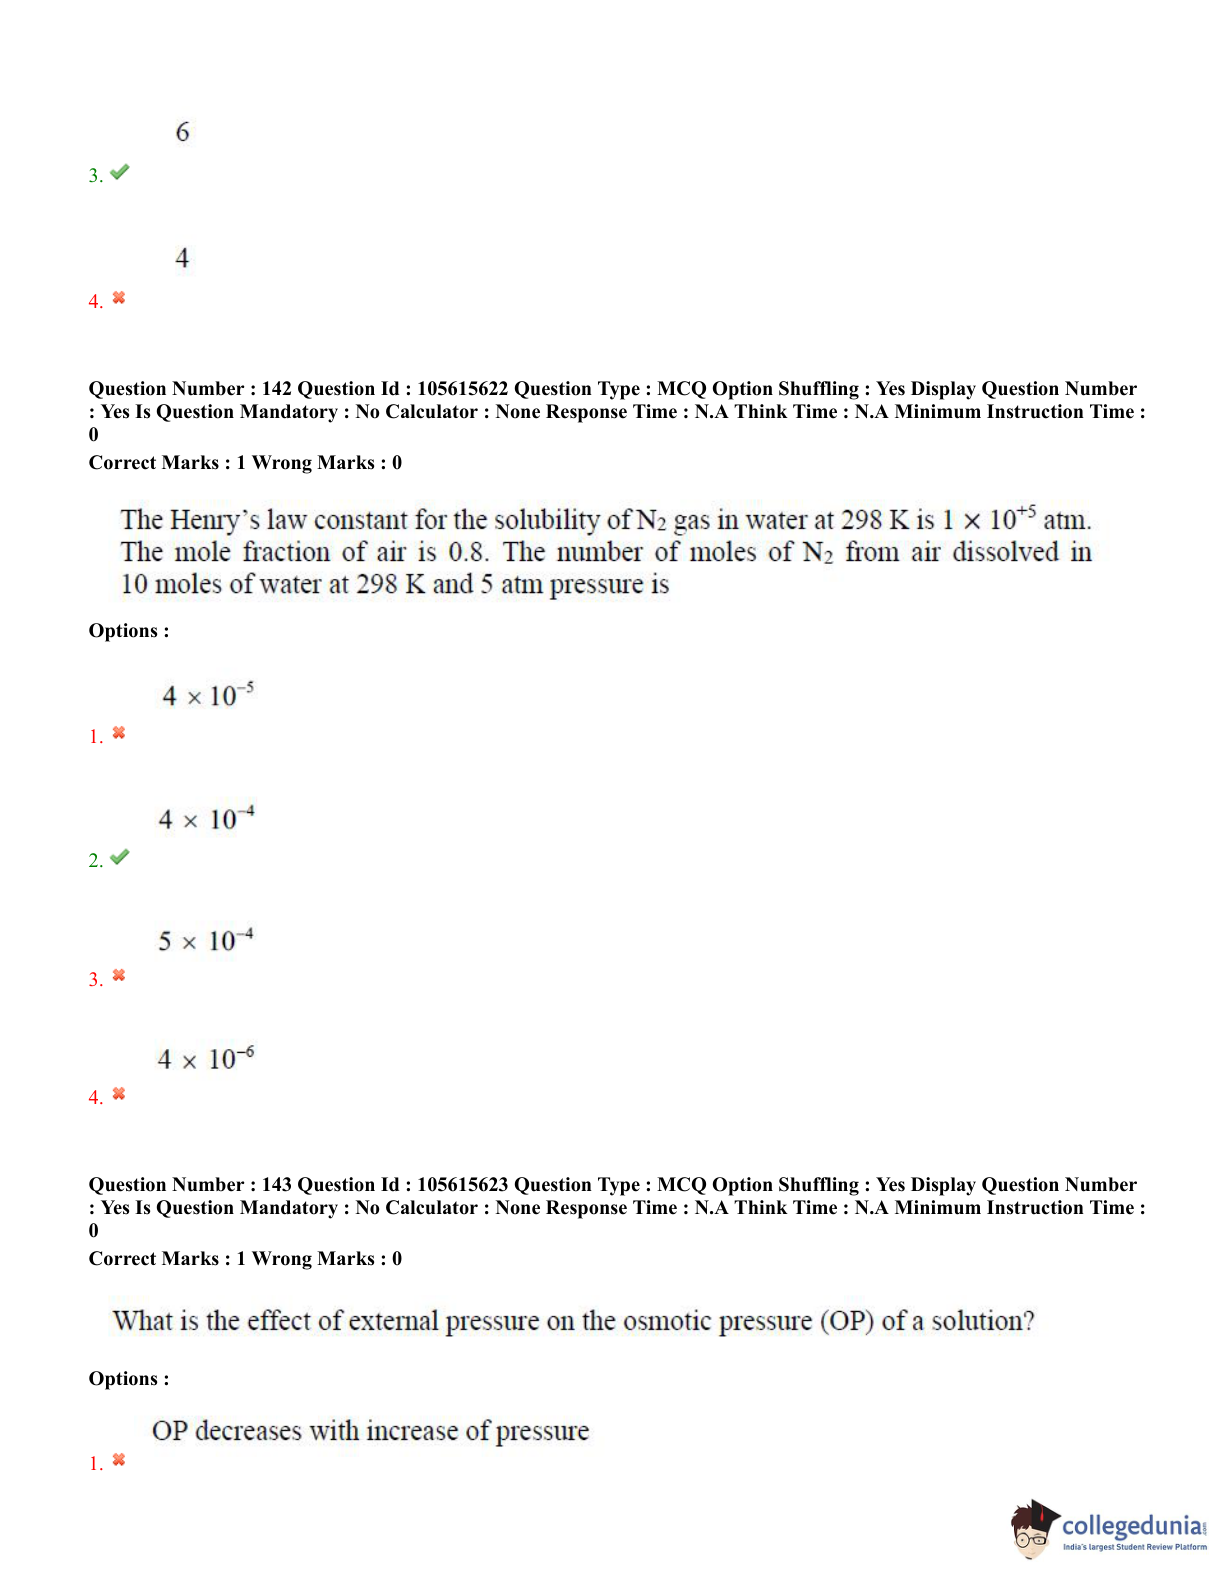 6
3.
4
4.
Question Number : 142 Question Id : 105615622 Question Type : MCQ Option Shuffling : Yes Display Question Number
: Yes Is Question Mandatory : No Calculator : None Response Time : N.A Think Time : N.A Minimum Instruction Time :
0
Correct Marks : 1 Wrong Marks : 0
The Henry’s law constant for the solubility of N₂ gas in water at 298 K is 1 × 10⁺⁵ atm.
The mole fraction of air is 0.8. The number of moles of N₂ from air dissolved in
10 moles of water at 298 K and 5 atm pressure is
Options :
4 × 10⁻⁵
1.
4 × 10⁻⁴
2.
5 × 10⁻⁴
3.
4 × 10⁻⁶
4.
Question Number : 143 Question Id : 105615623 Question Type : MCQ Option Shuffling : Yes Display Question Number
: Yes Is Question Mandatory : No Calculator : None Response Time : N.A Think Time : N.A Minimum Instruction Time :
0
Correct Marks : 1 Wrong Marks : 0
What is the effect of external pressure on the osmotic pressure (OP) of a solution?
Options :
OP decreases with increase of pressure
1.
collegedunia.com
India's largest Student Review Platform